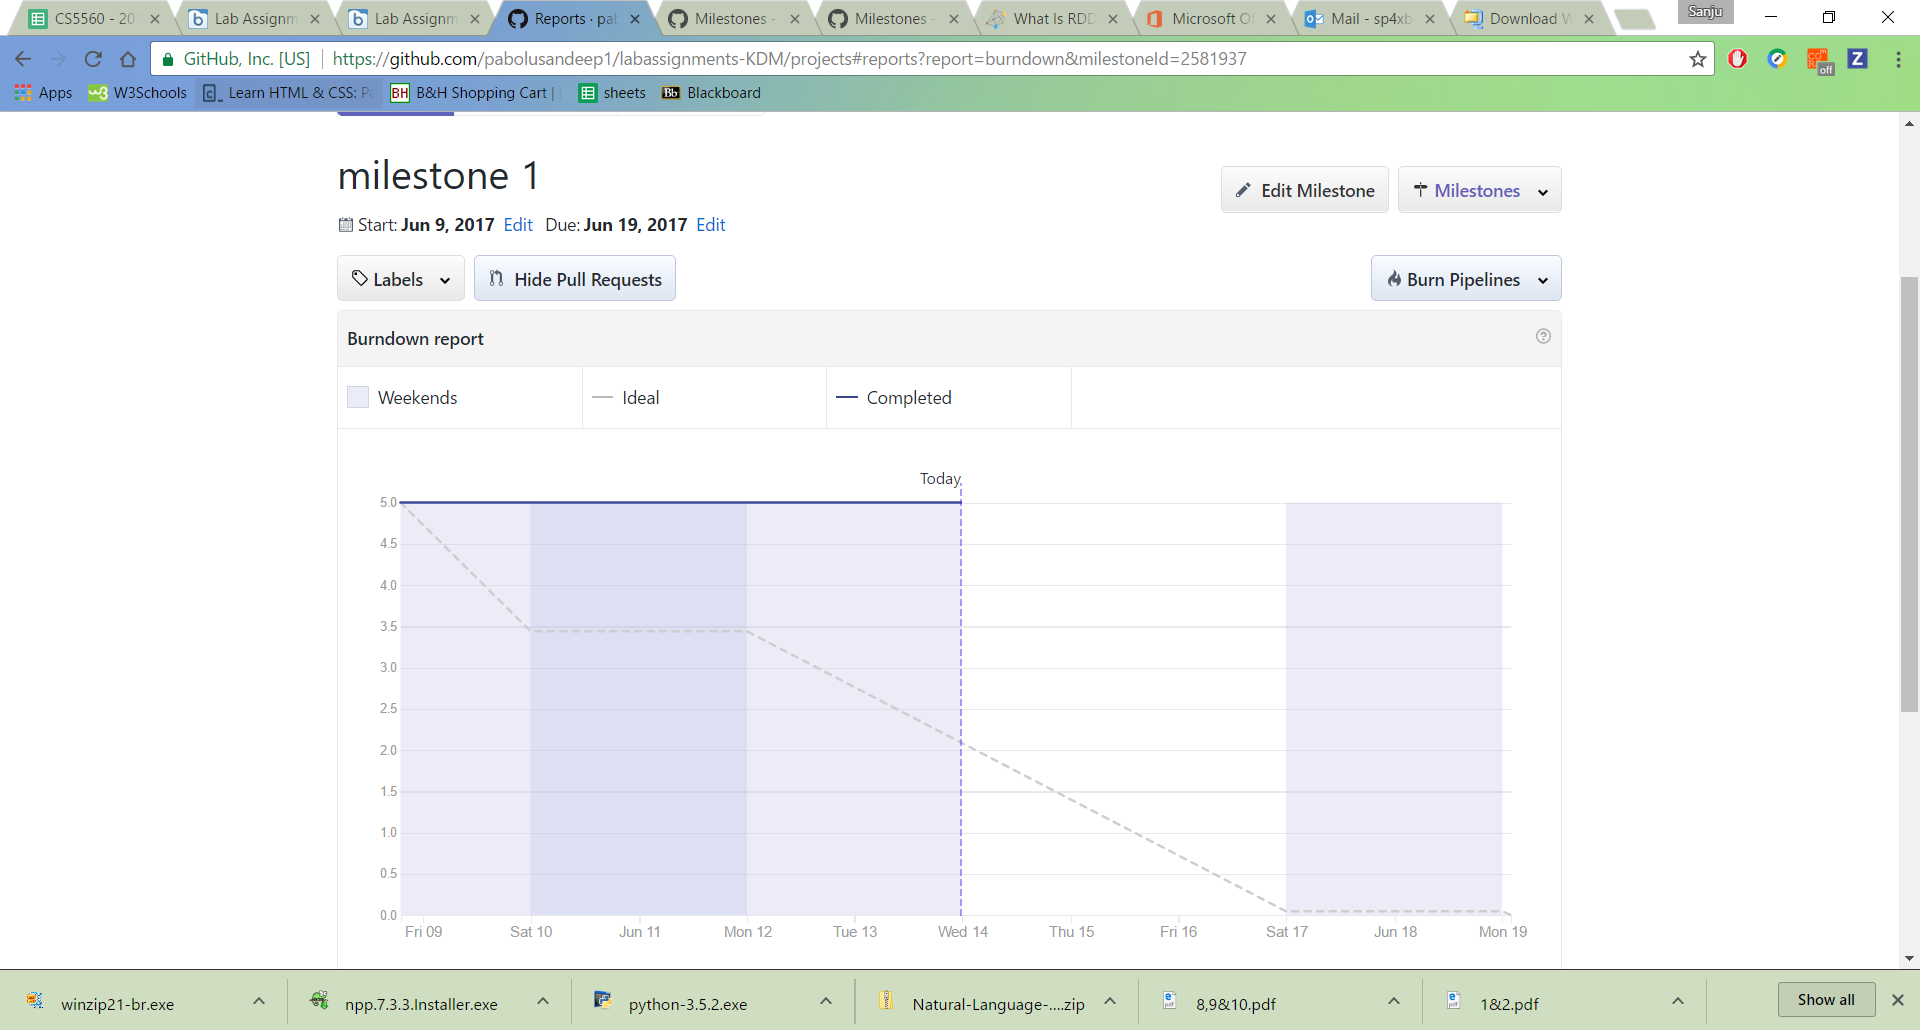 Sanju
CS5560 - 20
Lab Assignm
Lab Assignm
Reports · pab
Milestones -
Milestones -
What Is RDD
Microsoft Of
Mail - sp4xb
Download W
GitHub, Inc. [US] https://github.com/pabolusandeep1/labassignments-KDM/projects#reports?report=burndown&milestoneId=2581937
off
Z
Apps W3Schools Learn HTML & CSS: BH B&H Shopping Cart | sheets Bb Blackboard
milestone 1
Edit Milestone Milestones
Start: Jun 9, 2017 Edit Due: Jun 19, 2017 Edit
Labels Hide Pull Requests Burn Pipelines
Burndown report
Weekends Ideal Completed
Today
5.0
4.5
4.0
3.5
3.0
2.5
2.0
1.5
1.0
0.5
0.0
Fri 09 Sat 10 Jun 11 Mon 12 Tue 13 Wed 14 Thu 15 Fri 16 Sat 17 Jun 18 Mon 19
winzip21-br.exe npp.7.3.3.Installer.exe python-3.5.2.exe Natural-Language-....zip 8,9&10.pdf 1&2.pdf Show all